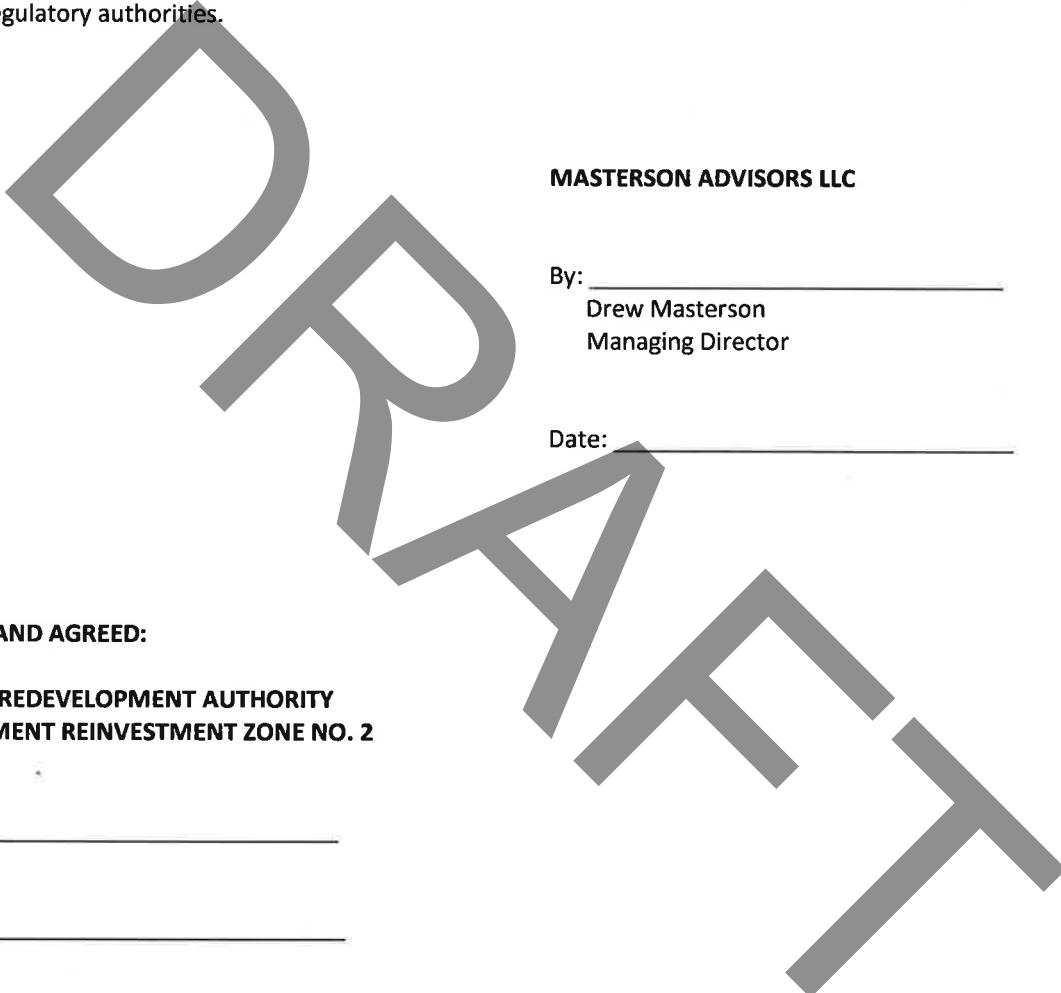 regulatory authorities.
MASTERSON ADVISORS LLC
By:
Drew Masterson
Managing Director
Date:
AND AGREED:
REDEVELOPMENT AUTHORITY
MENT REINVESTMENT ZONE NO. 2
DRAFT